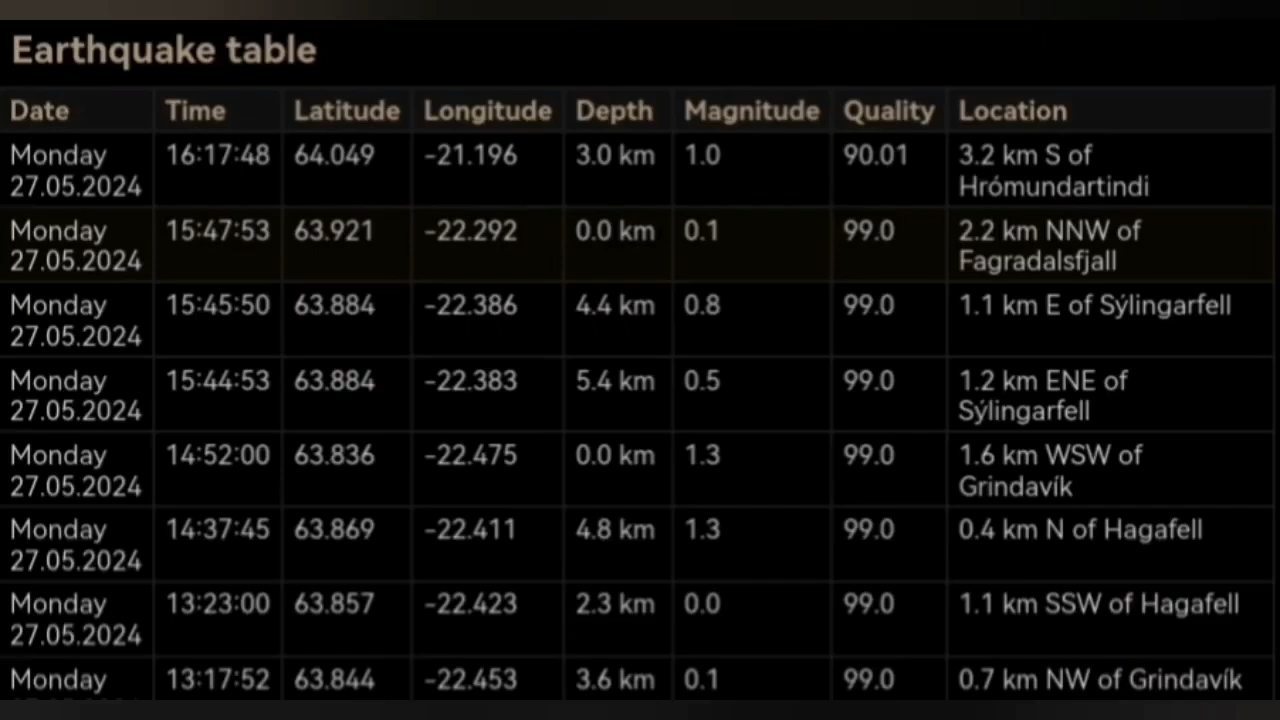 Earthquake table
Date Time Latitude Longitude Depth Magnitude Quality Location
Monday 16:17:48 64.049 -21.196 3.0 km 1.0 90.01 3.2 km S of
27.05.2024 Hrómundartindi
Monday 15:47:53 63.921 -22.292 0.0 km 0.1 99.0 2.2 km NNW of
27.05.2024 Fagradalsfjall
Monday 15:45:50 63.884 -22.386 4.4 km 0.8 99.0 1.1 km E of Sýlingarfell
27.05.2024
Monday 15:44:53 63.884 -22.383 5.4 km 0.5 99.0 1.2 km ENE of
27.05.2024 Sýlingarfell
Monday 14:52:00 63.836 -22.475 0.0 km 1.3 99.0 1.6 km WSW of
27.05.2024 Grindavík
Monday 14:37:45 63.869 -22.411 4.8 km 1.3 99.0 0.4 km N of Hagafell
27.05.2024
Monday 13:23:00 63.857 -22.423 2.3 km 0.0 99.0 1.1 km SSW of Hagafell
27.05.2024
Monday 13:17:52 63.844 -22.453 3.6 km 0.1 99.0 0.7 km NW of Grindavík